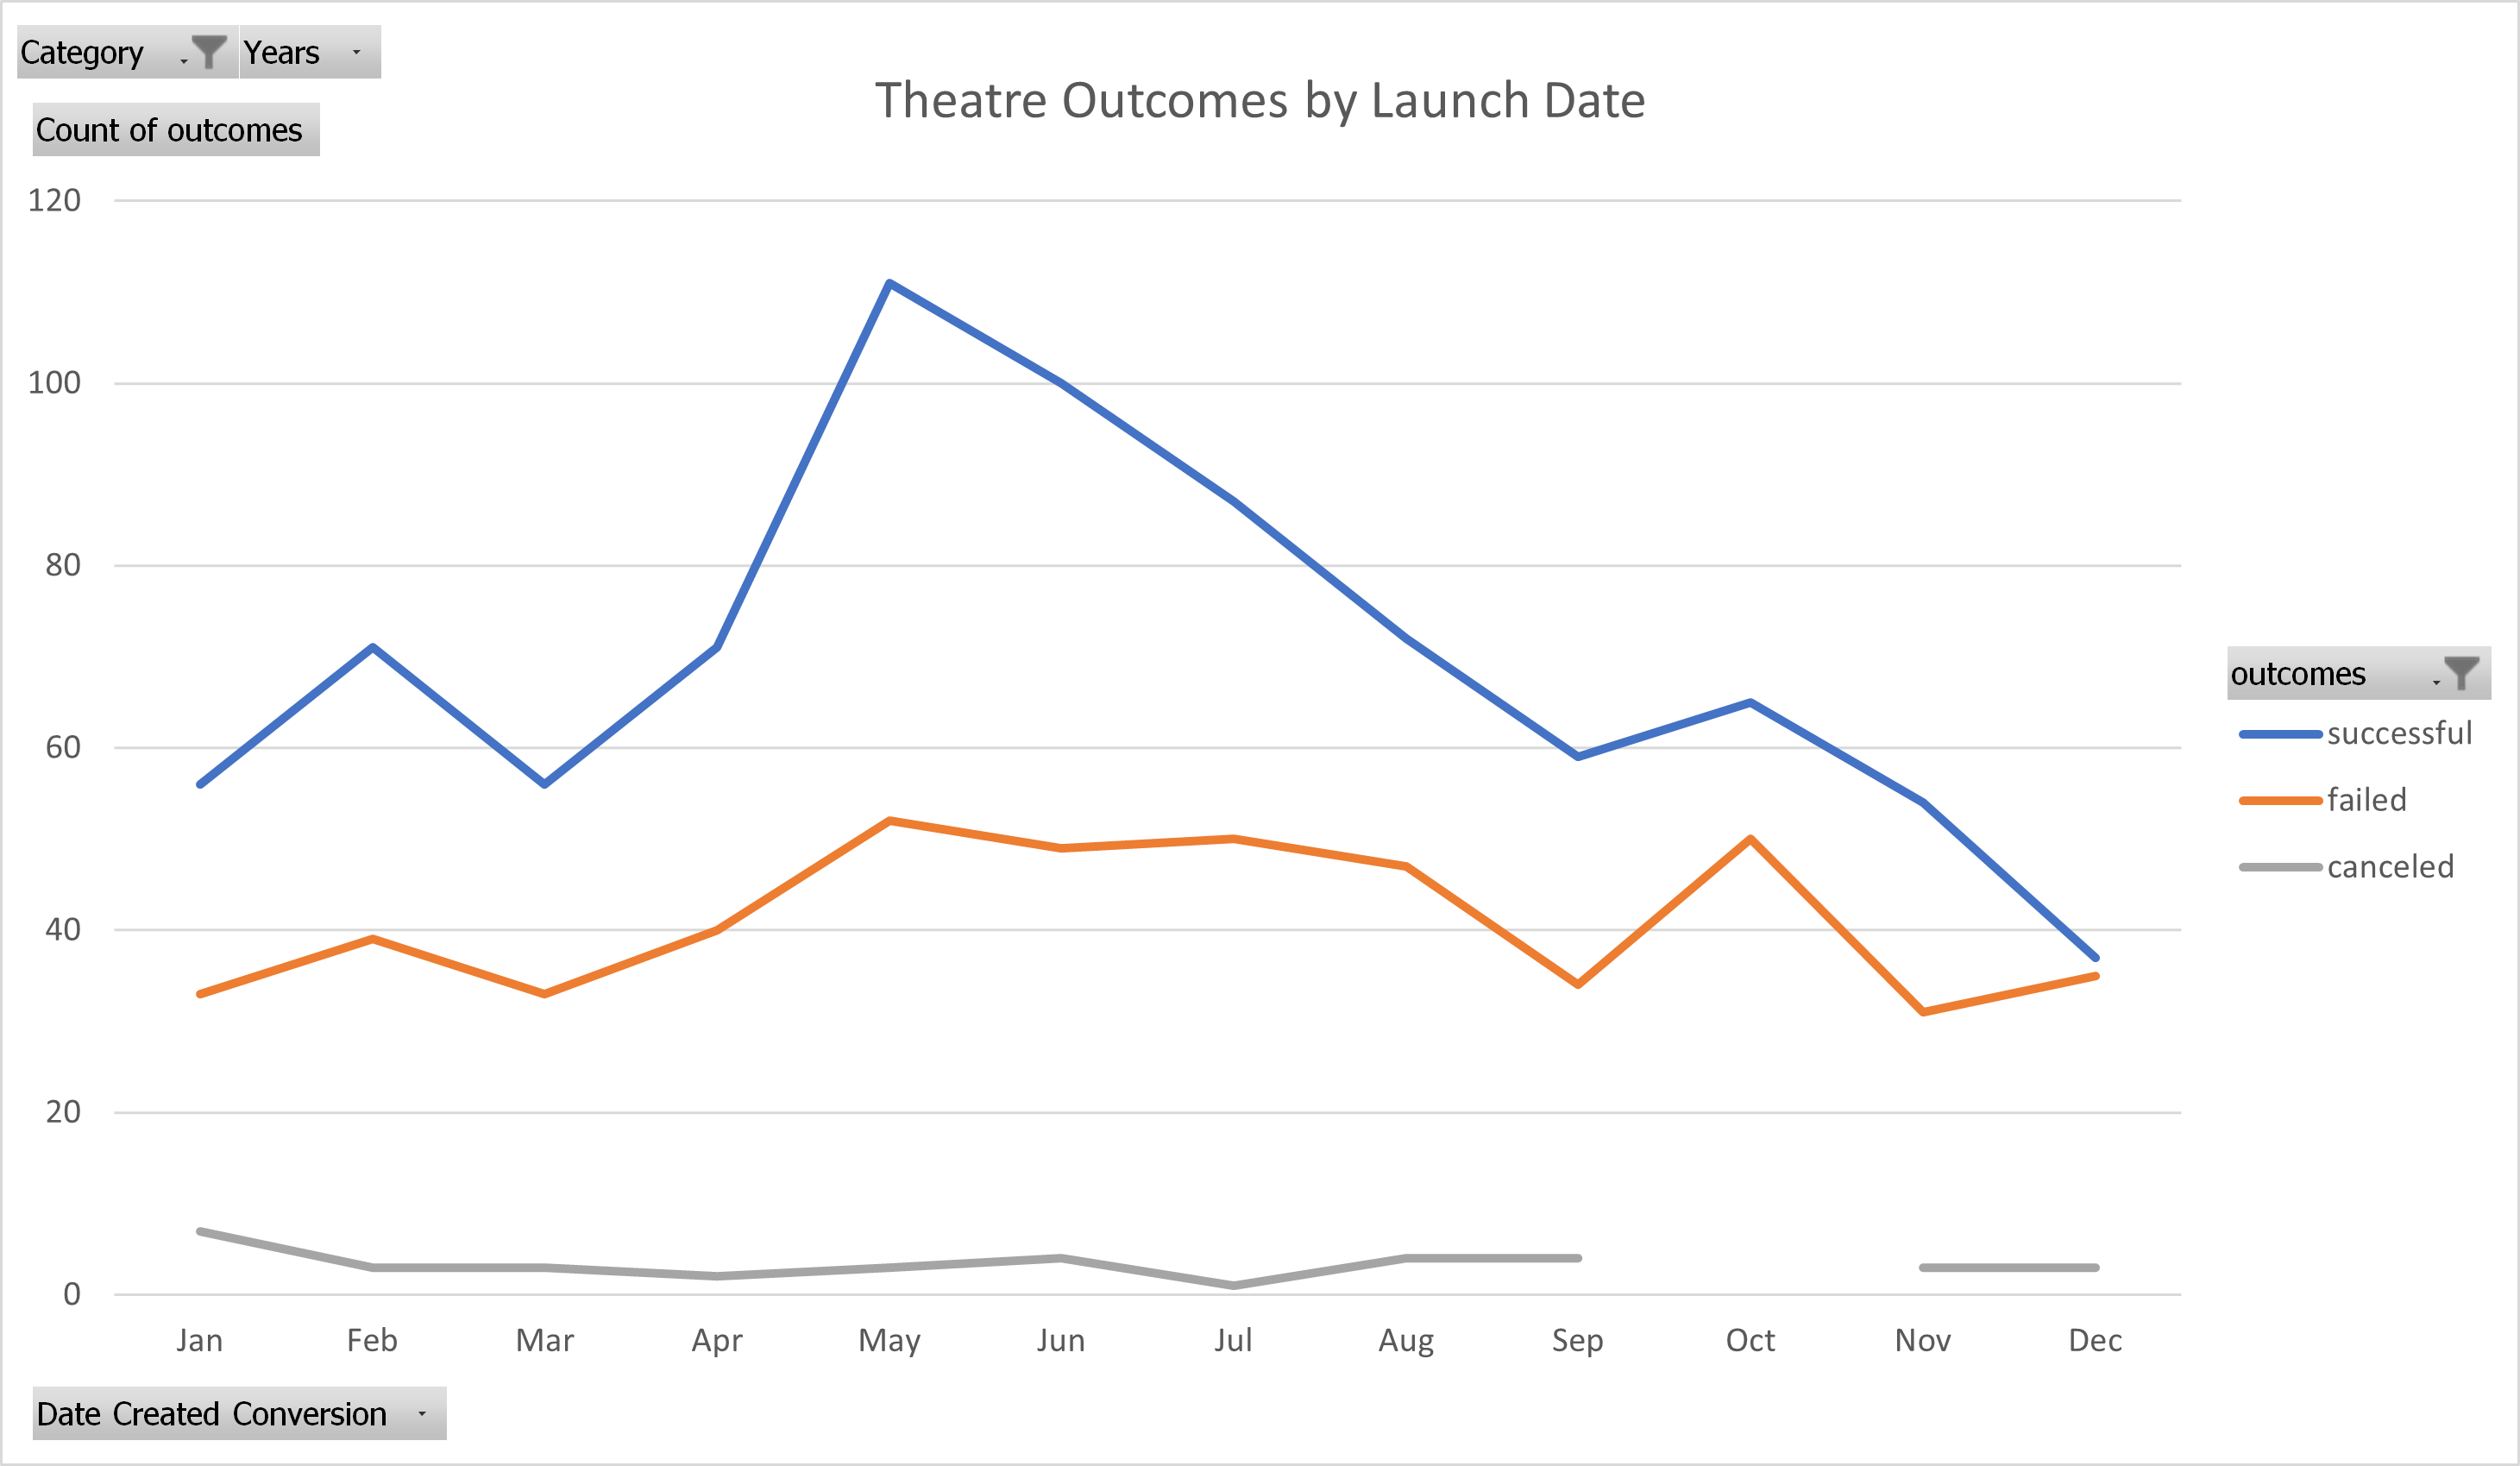 Category Years
Theatre Outcomes by Launch Date
Count of outcomes
120
100
80
60
40
20
0
Jan Feb Mar Apr May Jun Jul Aug Sep Oct Nov Dec
outcomes
successful
failed
canceled
Date Created Conversion